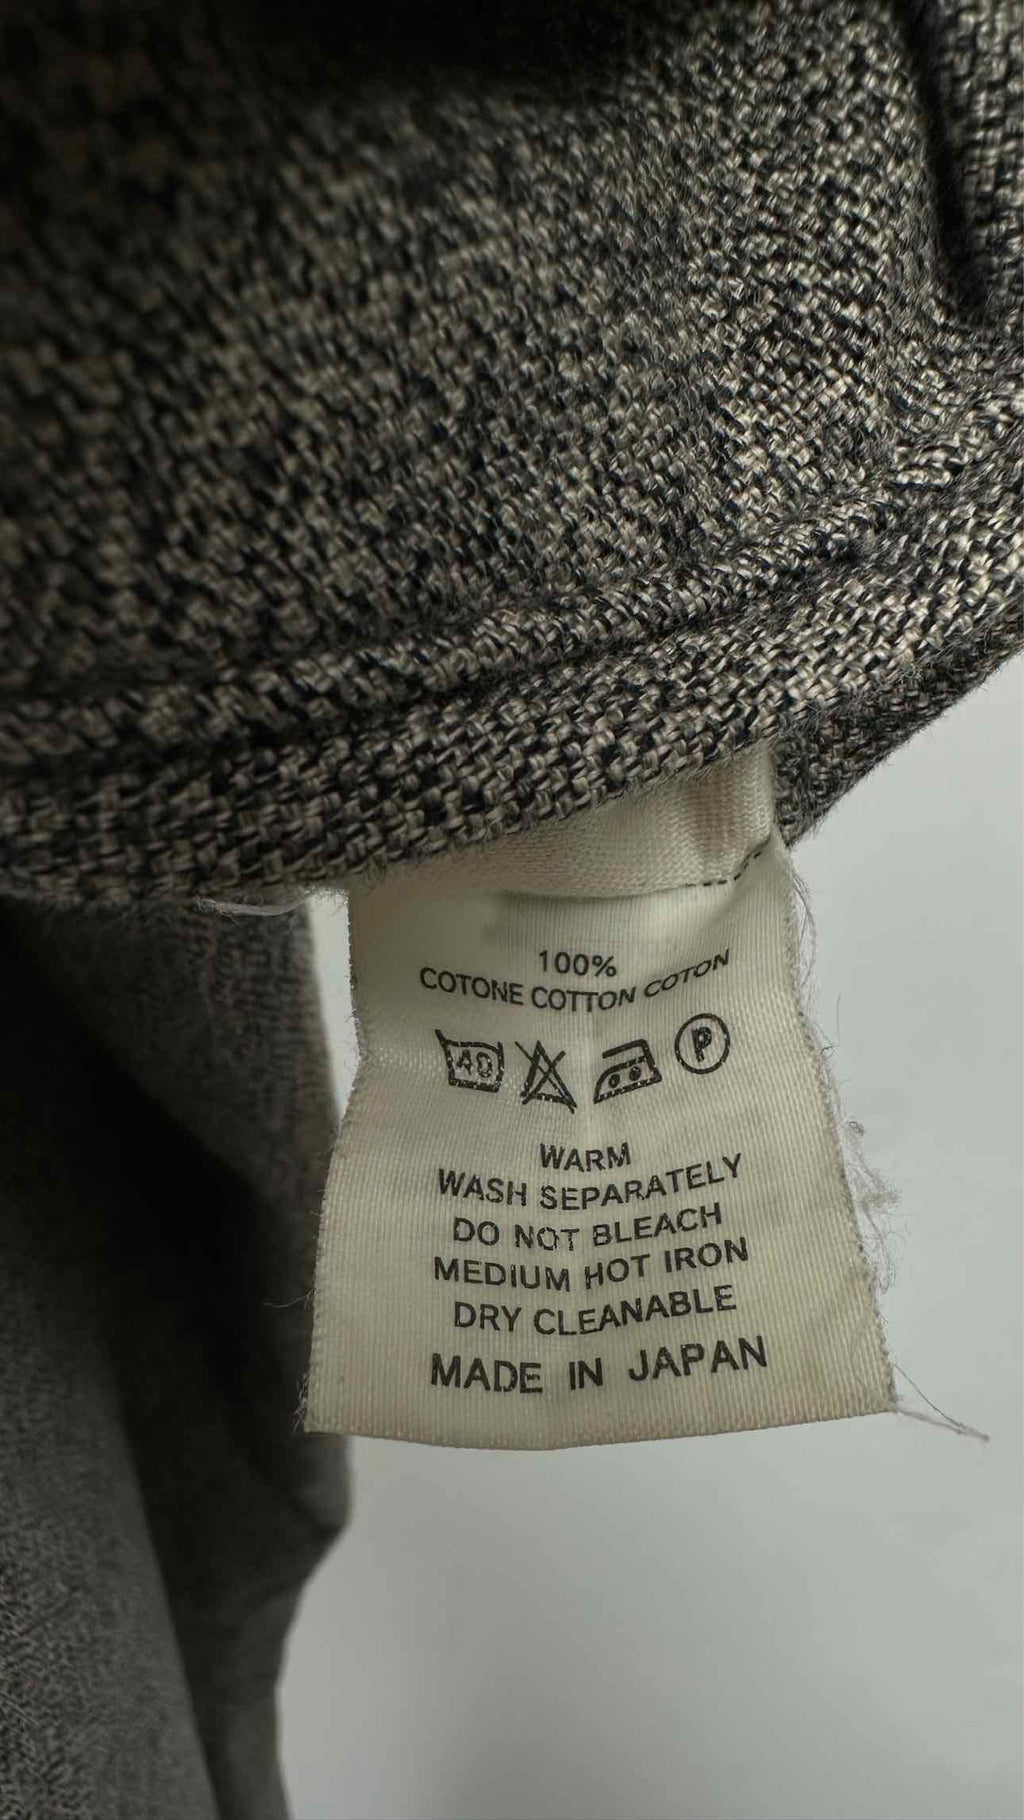 100%
COTONE COTTON COTON
40 P
WARM
WASH SEPARATELY
DO NOT BLEACH
MEDIUM HOT IRON
DRY CLEANABLE
MADE IN JAPAN